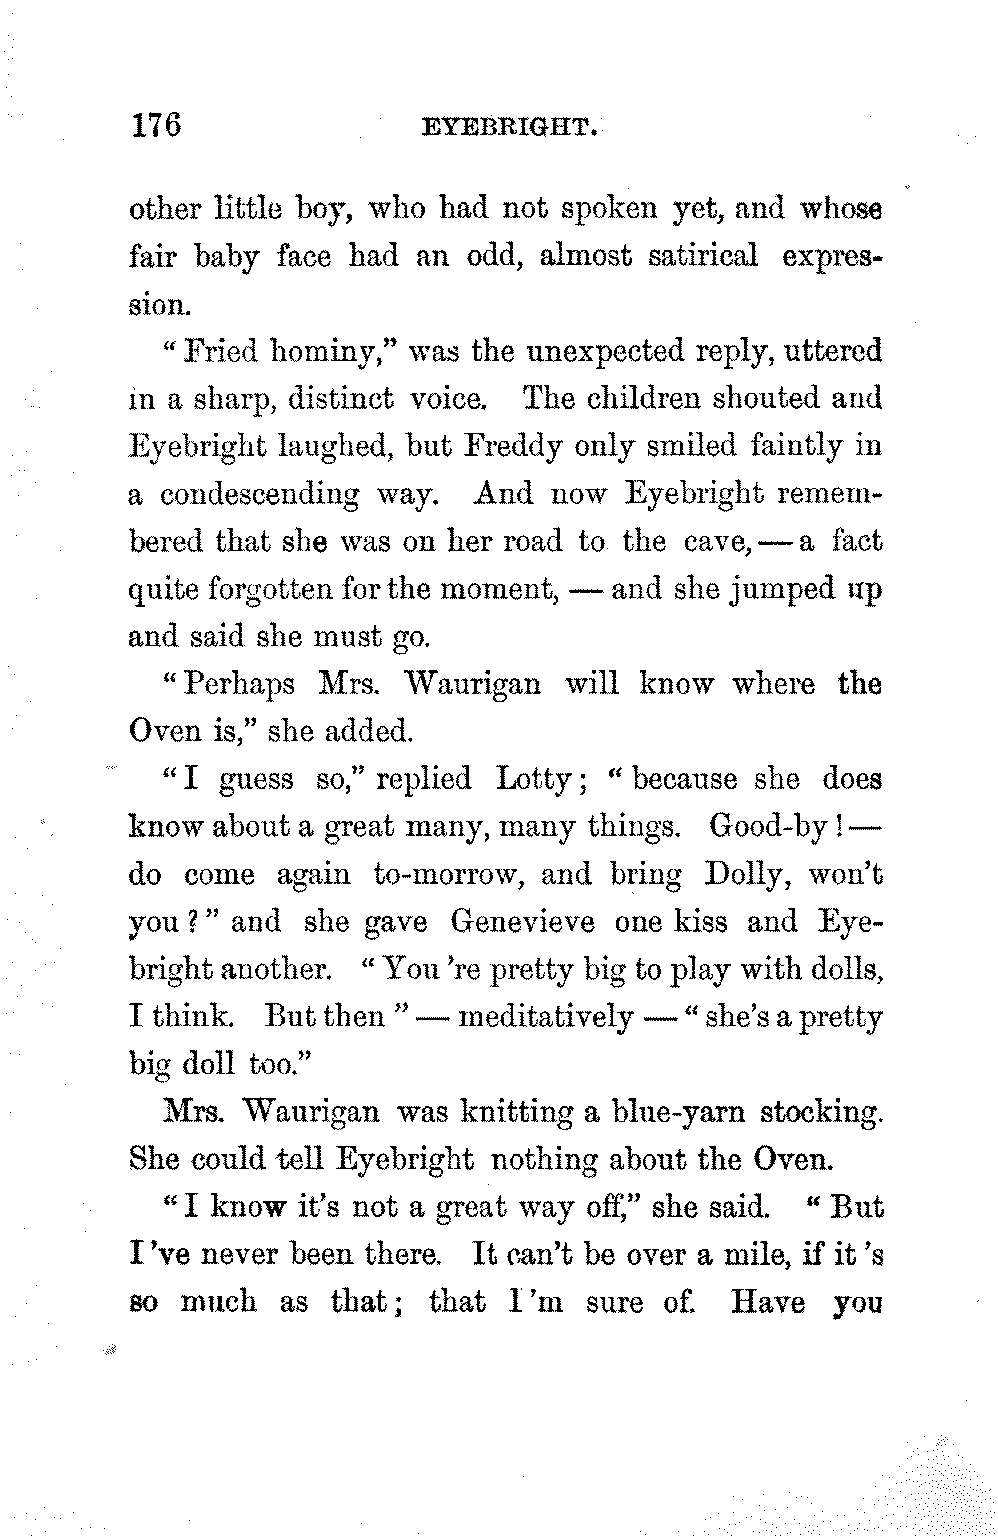 176 EYEBRIGHT.
other little boy, who had not spoken yet, and whose
fair baby face had an odd, almost satirical expres-
sion.
“Fried hominy,” was the unexpected reply, uttered
in a sharp, distinct voice. The children shouted and
Eyebright laughed, but Freddy only smiled faintly in
a condescending way. And now Eyebright remem-
bered that she was on her road to the cave,—a fact
quite forgotten for the moment, — and she jumped up
and said she must go.
“Perhaps Mrs. Waurigan will know where the
Oven is,” she added.
“I guess so,” replied Lotty; “because she does
know about a great many, many things. Good-by!—
do come again to-morrow, and bring Dolly, won’t
you?” and she gave Genevieve one kiss and Eye-
bright another. “You’re pretty big to play with dolls,
I think. But then” — meditatively — “she’s a pretty
big doll too.”
Mrs. Waurigan was knitting a blue-yarn stocking.
She could tell Eyebright nothing about the Oven.
“I know it’s not a great way off,” she said. “But
I’ve never been there. It can’t be over a mile, if it’s
so much as that; that I’m sure of. Have you